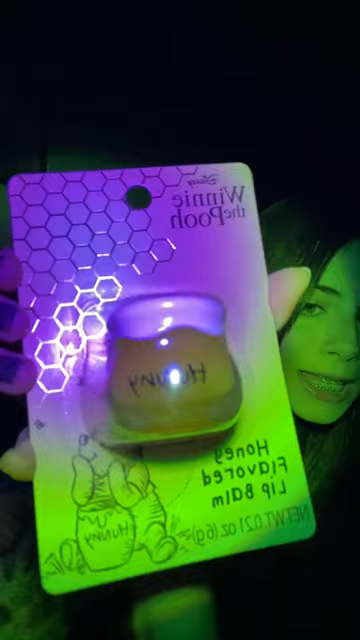 Disney
Winnie
the Pooh
Hunny
Honey
Flavored
Lip Balm
HUNNY
NET WT 0.21 oz. (6g)